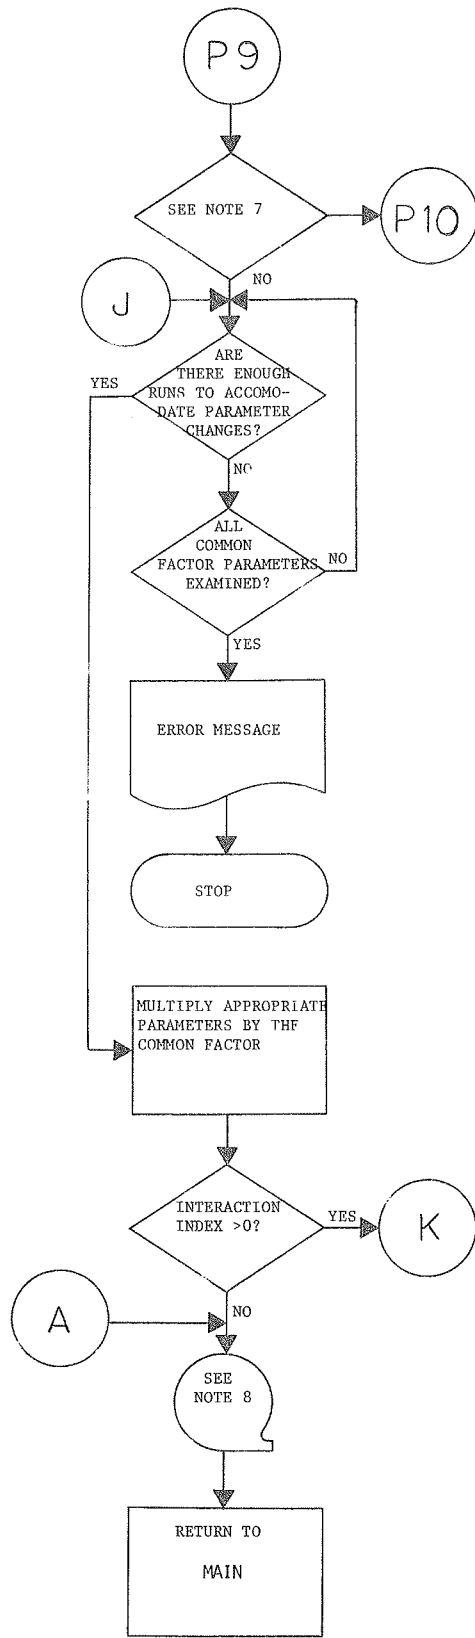 P9
SEE NOTE 7
P10
NO
J
YES
ARE
THERE ENOUGH
RUNS TO ACCOMO-
DATE PARAMETER
CHANGES?
NO
ALL
COMMON
FACTOR PARAMETERS
EXAMINED?
NO
YES
ERROR MESSAGE
STOP
MULTIPLY APPROPRIATE
PARAMETERS BY THF
COMMON FACTOR
INTERACTION
INDEX >0?
YES
K
NO
A
SEE
NOTE 8
RETURN TO
MAIN